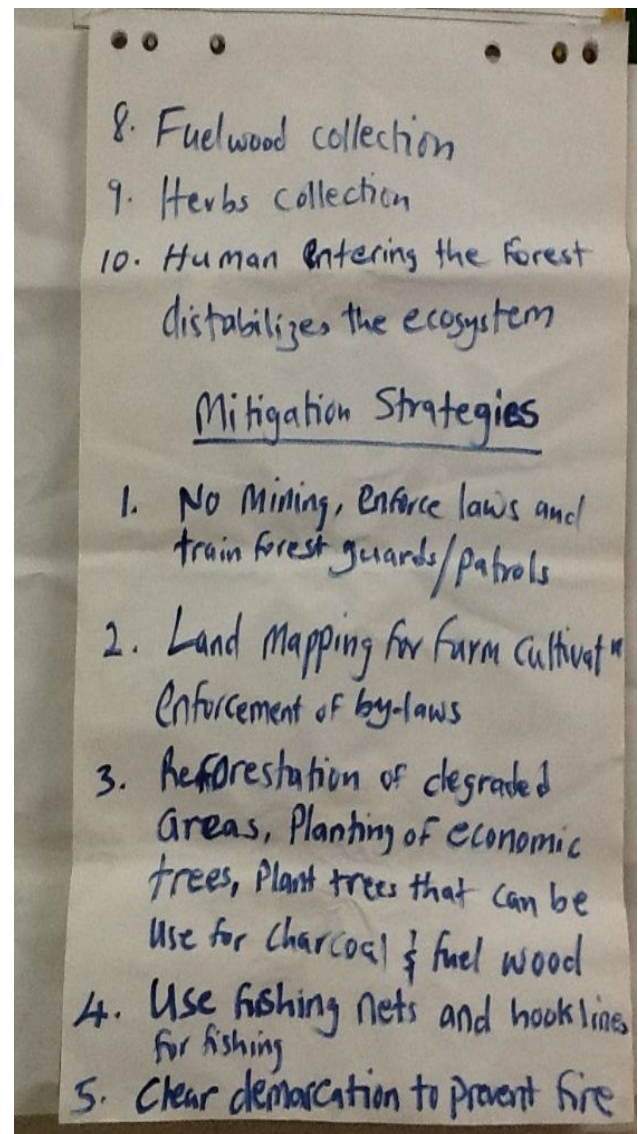 8. Fuelwood collection
9. Herbs collection
10. Human Entering the Forest
distabilizes the ecosystem
Mitigation Strategies
1. No Mining, Enforce laws and
train forest guards/Patrols
2. Land Mapping for farm Cultivatⁿ
Enforcement of by-laws
3. Reforestation of degraded
areas, Planting of economic
trees, Plant trees that can be
Use for Charcoal & fuel wood
4. Use fishing nets and hook lines
for fishing
5. Clear demarcation to prevent fire